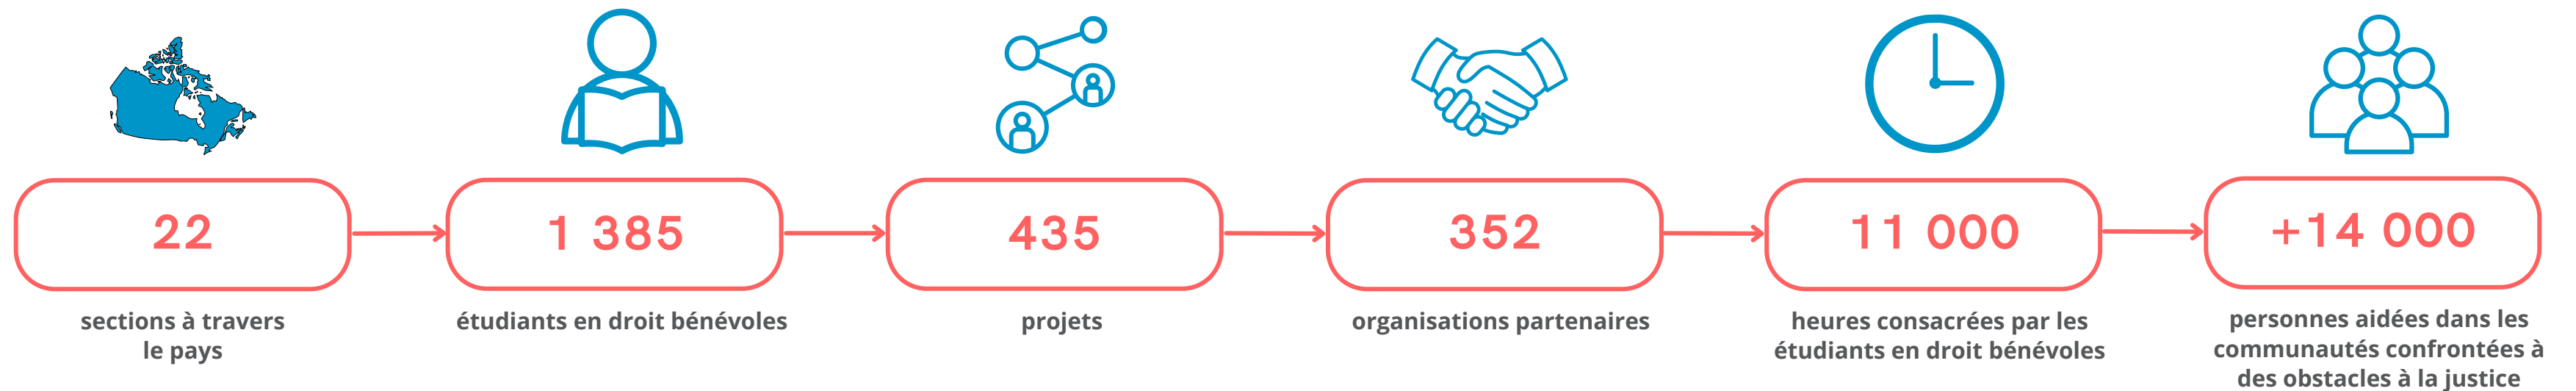 22
sections à travers
le pays
1 385
étudiants en droit bénévoles
435
projets
352
organisations partenaires
11 000
heures consacrées par les
étudiants en droit bénévoles
+14 000
personnes aidées dans les
communautés confrontées à
des obstacles à la justice